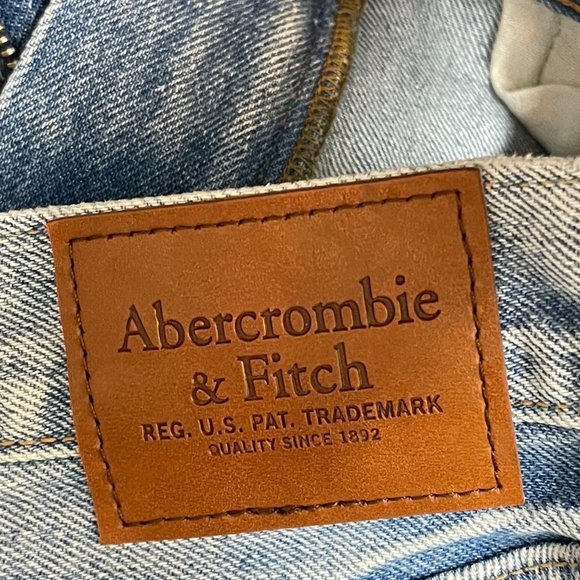 Abercrombie
& Fitch
REG. U.S. PAT. TRADEMARK
QUALITY SINCE 1892